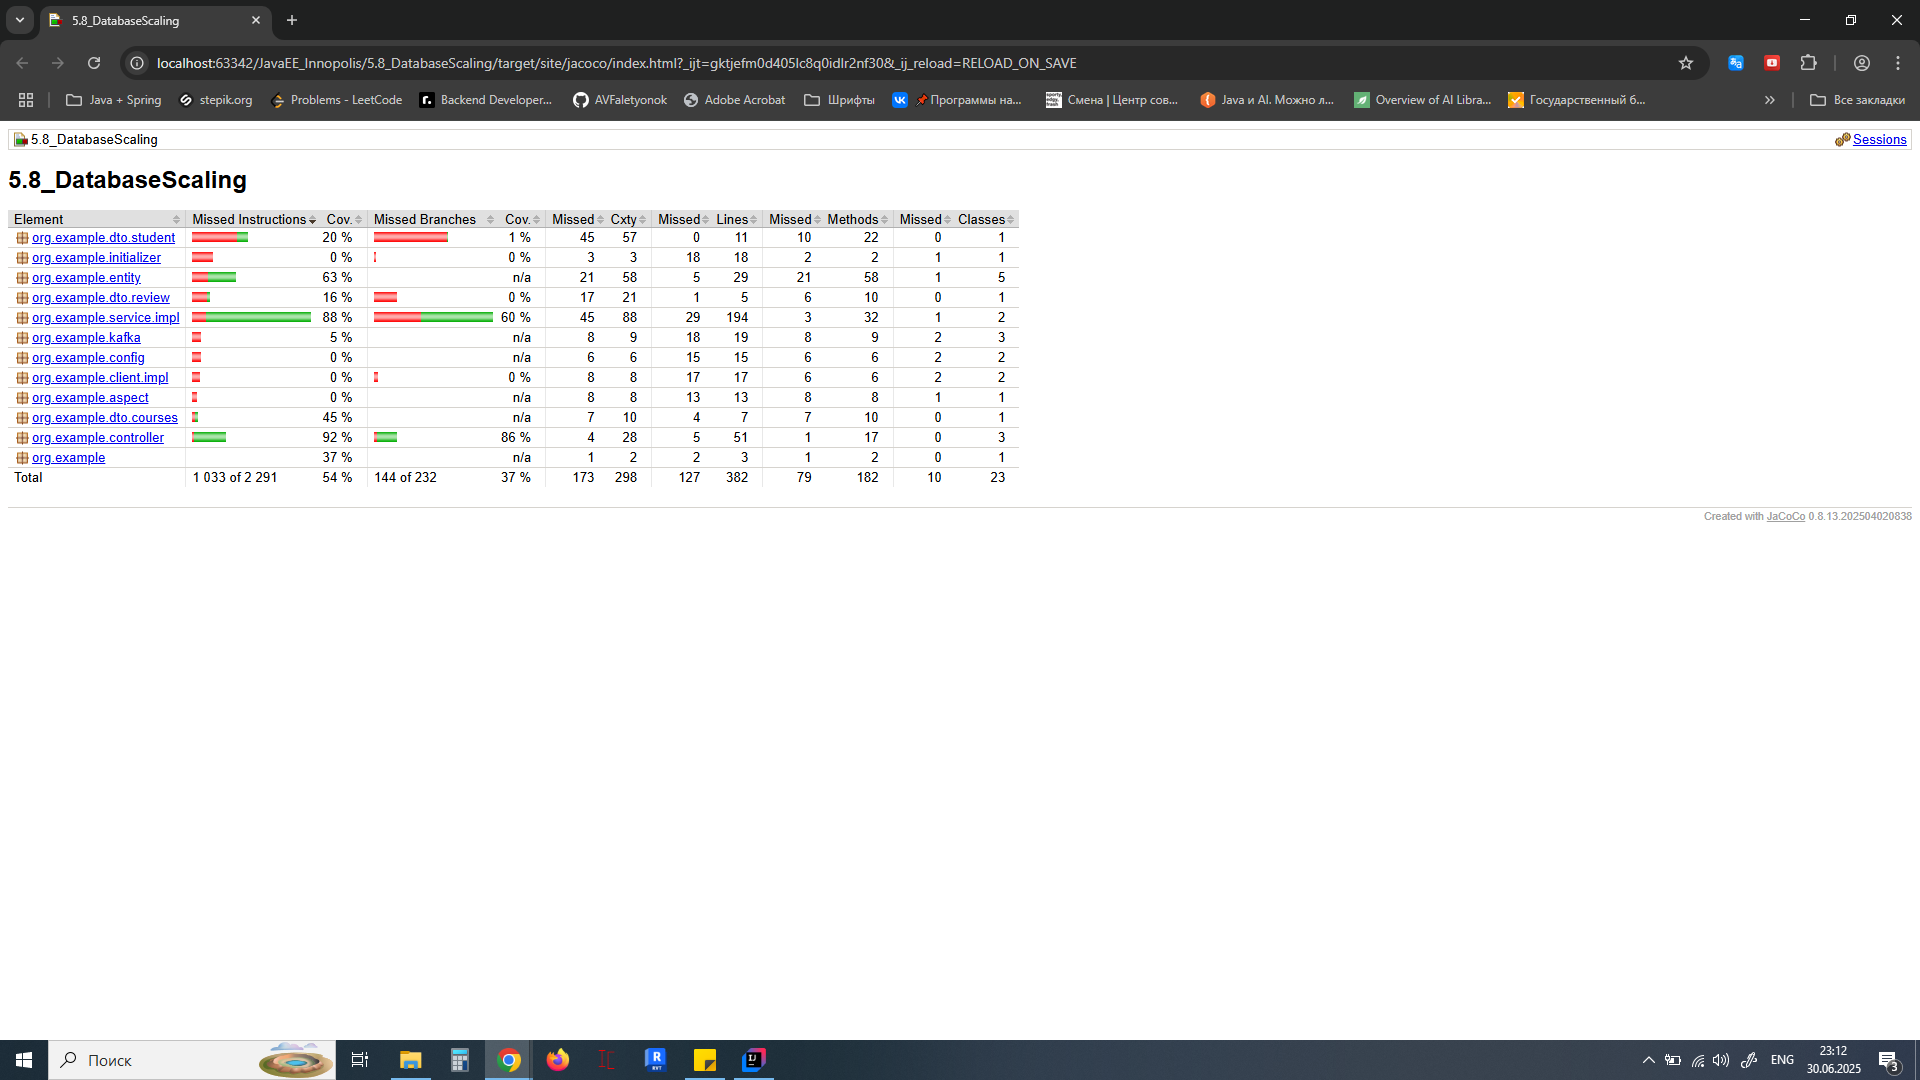 5.8_DatabaseScaling
localhost:63342/JavaEE_Innopolis/5.8_DatabaseScaling/target/site/jacoco/index.html?_ijt=gktjefm0d405lc8q0idlr2nf30&_ij_reload=RELOAD_ON_SAVE
Java + Spring stepik.org Problems - LeetCode Backend Developer... AVFaletyonok Adobe Acrobat Шрифты Программы на... Смена | Центр сов... Java и AI. Можно л... Overview of AI Libra... Государственный б... » Все закладки
5.8_DatabaseScaling Sessions
5.8_DatabaseScaling
Element Missed Instructions Cov. Missed Branches Cov. Missed Cxty Missed Lines Missed Methods Missed Classes
org.example.dto.student 20 % 1 % 45 57 0 11 10 22 0 1
org.example.initializer 0 % 0 % 3 3 18 18 2 2 1 1
org.example.entity 63 % n/a 21 58 5 29 21 58 1 5
org.example.dto.review 16 % 0 % 17 21 1 5 6 10 0 1
org.example.service.impl 88 % 60 % 45 88 29 194 3 32 1 2
org.example.kafka 5 % n/a 8 9 18 19 8 9 2 3
org.example.config 0 % n/a 6 6 15 15 6 6 2 2
org.example.client.impl 0 % 0 % 8 8 17 17 6 6 2 2
org.example.aspect 0 % n/a 8 8 13 13 8 8 1 1
org.example.dto.courses 45 % n/a 7 10 4 7 7 10 0 1
org.example.controller 92 % 86 % 4 28 5 51 1 17 0 3
org.example 37 % n/a 1 2 2 3 1 2 0 1
Total 1 033 of 2 291 54 % 144 of 232 37 % 173 298 127 382 79 182 10 23
Created with JaCoCo 0.8.13.202504020838
Поиск ENG 23:12
30.06.2025 3